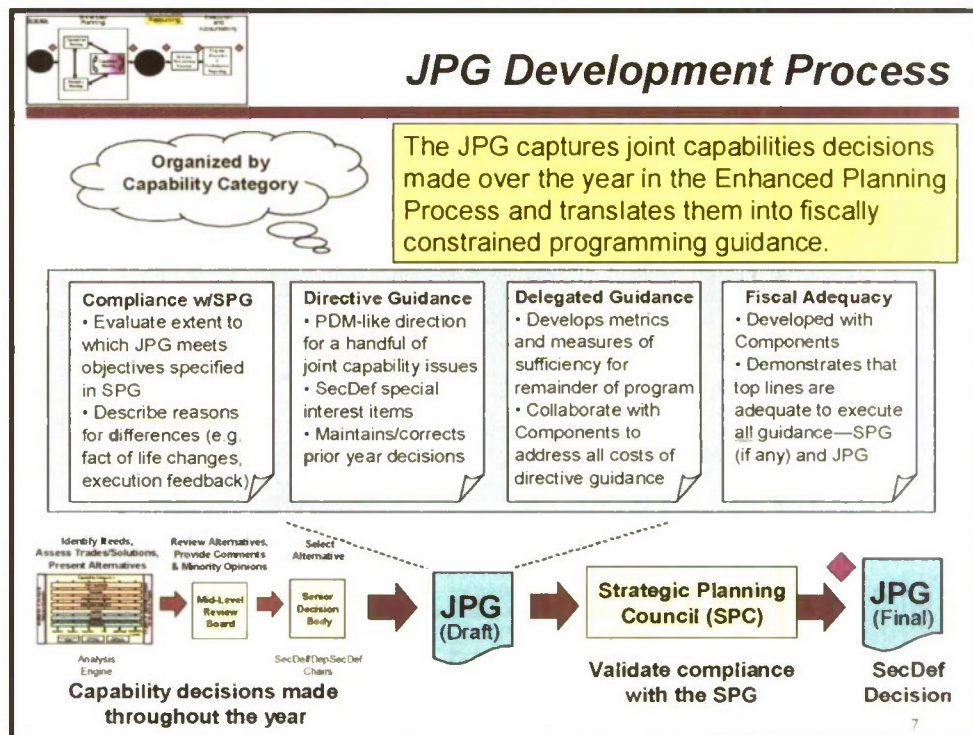 Planning
Resourcing
and
Accountability
JPG Development Process
Organized by
Capability Category
The JPG captures joint capabilities decisions
made over the year in the Enhanced Planning
Process and translates them into fiscally
constrained programming guidance.
Compliance w/SPG
• Evaluate extent to
which JPG meets
objectives specified
in SPG
• Describe reasons
for differences (e.g.
fact of life changes,
execution feedback)
Directive Guidance
• PDM-like direction
for a handful of
joint capability issues
• SecDef special
interest items
• Maintains/corrects
prior year decisions
Delegated Guidance
• Develops metrics
and measures of
sufficiency for
remainder of program
• Collaborate with
Components to
address all costs of
directive guidance
Fiscal Adequacy
• Developed with
Components
• Demonstrates that
top lines are
adequate to execute
all guidance—SPG
(if any) and JPG
Identify Needs,
Assess Trades/Solutions,
Present Alternatives
Analysis
Engine
Review Alternatives,
Provide Comments
& Minority Opinions
Mid-Level
Review
Board
Select
Alternative
Senior
Decision
Body
SecDef/DepSecDef
Chairs
Capability decisions made
throughout the year
JPG
(Draft)
Strategic Planning
Council (SPC)
Validate compliance
with the SPG
JPG
(Final)
SecDef
Decision
7